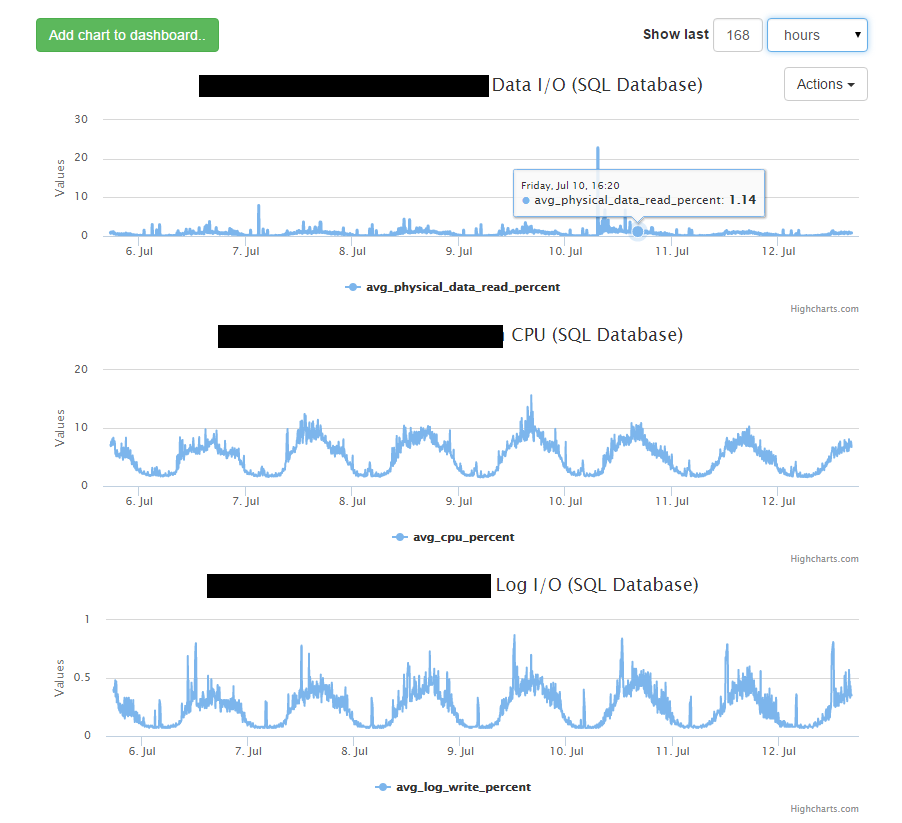 Add chart to dashboard..
Show last 168 hours
Data I/O (SQL Database)
Actions
30
20
10
0
Values
Friday, Jul 10, 16:20
avg_physical_data_read_percent: 1.14
6. Jul 7. Jul 8. Jul 9. Jul 10. Jul 11. Jul 12. Jul
avg_physical_data_read_percent
Highcharts.com
CPU (SQL Database)
20
10
0
Values
6. Jul 7. Jul 8. Jul 9. Jul 10. Jul 11. Jul 12. Jul
avg_cpu_percent
Highcharts.com
Log I/O (SQL Database)
1
0.5
0
Values
6. Jul 7. Jul 8. Jul 9. Jul 10. Jul 11. Jul 12. Jul
avg_log_write_percent
Highcharts.com